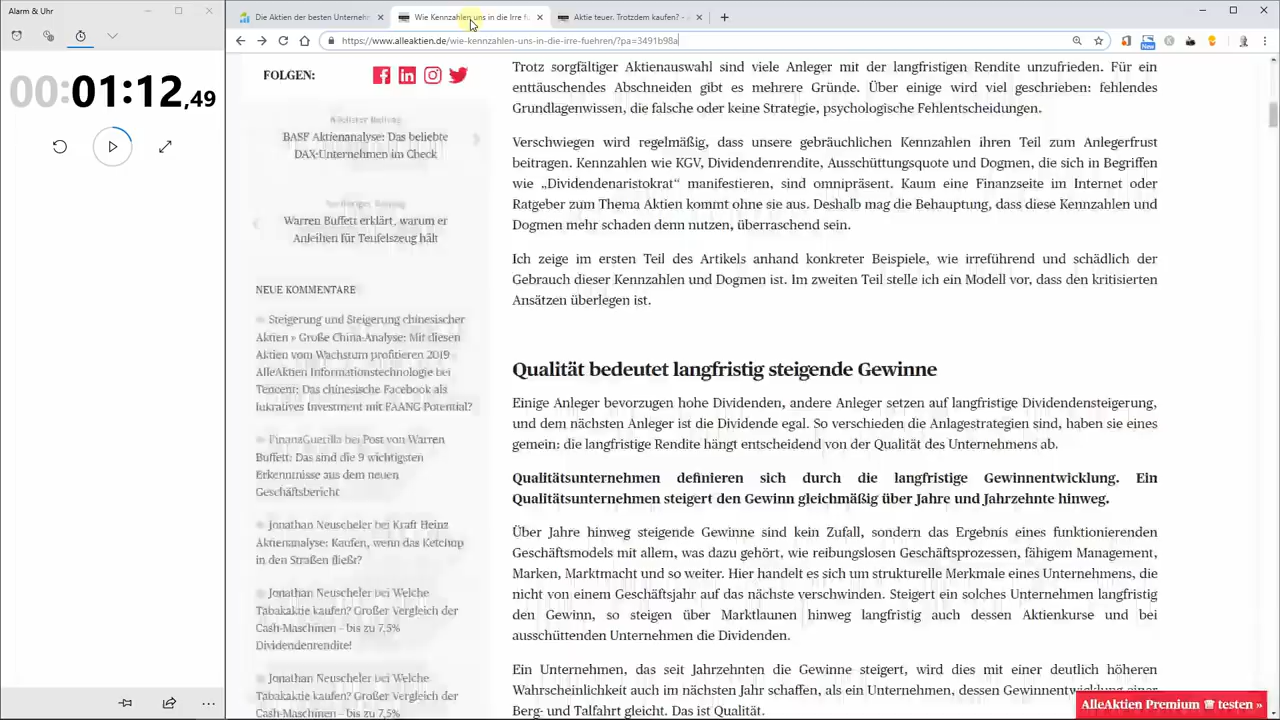 Alarm & Uhr
00:01:12,49
Die Aktien der besten Unterneh
Wie Kennzahlen uns in die Irre fu
Aktie teuer. Trotzdem kaufen? - A
https://www.alleaktien.de/wie-kennzahlen-uns-in-die-irre-fuehren/?pa=3491b98a
New
FOLGEN:
BASF Aktienanalyse: Das beliebte
DAX-Unternehmen im Check
Warren Buffett erklärt, warum er
Anleihen für Teufelszeug hält
NEUE KOMMENTARE
Steigerung und Steigerung chinesischer
Aktien » Große China-Analyse: Mit diesen
Aktien vom Wachstum profitieren 2019
AlleAktien Informationstechnologie bei
Tencent: Das chinesische Facebook als
lukratives Investment mit FAANG Potential?
FinanzGuerilla bei Post von Warren
Buffett: Das sind die 9 wichtigsten
Erkenntnisse aus dem neuen
Geschäftsbericht
Jonathan Neuscheler bei Kraft Heinz
Aktienanalyse: Kaufen, wenn das Ketchup
in den Straßen fließt?
Jonathan Neuscheler bei Welche
Tabakaktie kaufen? Großer Vergleich der
Cash-Maschinen – bis zu 7,5%
Dividendenrendite!
Jonathan Neuscheler bei Welche
Tabakaktie kaufen? Großer Vergleich der
Cash-Maschinen – bis zu 7,5%
Trotz sorgfältiger Aktienauswahl sind viele Anleger mit der langfristigen Rendite unzufrieden. Für ein
enttäuschendes Abschneiden gibt es mehrere Gründe. Über einige wird viel geschrieben: fehlendes
Grundlagenwissen, die falsche oder keine Strategie, psychologische Fehlentscheidungen.
Verschwiegen wird regelmäßig, dass unsere gebräuchlichen Kennzahlen ihren Teil zum Anlegerfrust
beitragen. Kennzahlen wie KGV, Dividendenrendite, Ausschüttungsquote und Dogmen, die sich in Begriffen
wie „Dividendenaristokrat“ manifestieren, sind omnipräsent. Kaum eine Finanzseite im Internet oder
Ratgeber zum Thema Aktien kommt ohne sie aus. Deshalb mag die Behauptung, dass diese Kennzahlen und
Dogmen mehr schaden denn nutzen, überraschend sein.
Ich zeige im ersten Teil des Artikels anhand konkreter Beispiele, wie irreführend und schädlich der
Gebrauch dieser Kennzahlen und Dogmen ist. Im zweiten Teil stelle ich ein Modell vor, dass den kritisierten
Ansätzen überlegen ist.
Qualität bedeutet langfristig steigende Gewinne
Einige Anleger bevorzugen hohe Dividenden, andere Anleger setzen auf langfristige Dividendensteigerung,
und dem nächsten Anleger ist die Dividende egal. So verschieden die Anlagestrategien sind, haben sie eines
gemein: die langfristige Rendite hängt entscheidend von der Qualität des Unternehmens ab.
Qualitätsunternehmen definieren sich durch die langfristige Gewinnentwicklung. Ein
Qualitätsunternehmen steigert den Gewinn gleichmäßig über Jahre und Jahrzehnte hinweg.
Über Jahre hinweg steigende Gewinne sind kein Zufall, sondern das Ergebnis eines funktionierenden
Geschäftsmodels mit allem, was dazu gehört, wie reibungslosen Geschäftsprozessen, fähigem Management,
Marken, Marktmacht und so weiter. Hier handelt es sich um strukturelle Merkmale eines Unternehmens, die
nicht von einem Geschäftsjahr auf das nächste verschwinden. Steigert ein solches Unternehmen langfristig
den Gewinn, so steigen über Marktlaunen hinweg langfristig auch dessen Aktienkurse und bei
ausschüttenden Unternehmen die Dividenden.
Ein Unternehmen, das seit Jahrzehnten die Gewinne steigert, wird dies mit einer deutlich höheren
Wahrscheinlichkeit auch im nächsten Jahr schaffen, als ein Unternehmen, dessen Gewinnentwicklung einer
Berg- und Talfahrt gleicht. Das ist Qualität.
AlleAktien Premium testen »